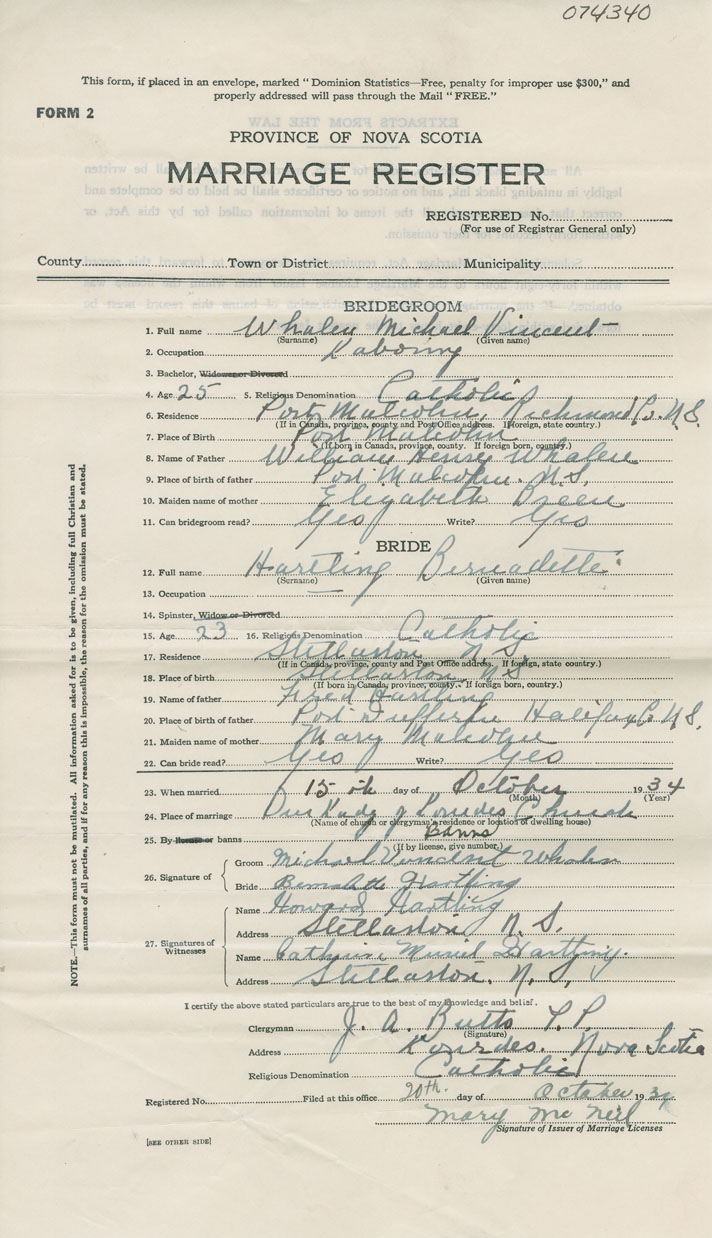 074340
This form, if placed in an envelope, marked "Dominion Statistics—Free, penalty for improper use $300," and
properly addressed will pass through the Mail "FREE."
FORM 2
PROVINCE OF NOVA SCOTIA
MARRIAGE REGISTER
REGISTERED No.
(For use of Registrar General only)
County Town or District Municipality
BRIDEGROOM
1. Full name Whalen Michael Vincent
(Surname) (Given name)
2. Occupation Laboring
3. Bachelor, Widower or Divorced
4. Age 25 5. Religious Denomination Catholic
6. Residence Port Malcolm, Richmond Co. N.S.
(If in Canada, province, county and Post Office address. If foreign, state country.)
7. Place of Birth Port Malcolm
(If born in Canada, province, county. If foreign born, country.)
8. Name of Father William Henry Whalen
9. Place of birth of father Port Malcolm. N.S.
10. Maiden name of mother Elizabeth
11. Can bridegroom read? Yes Write? Yes
BRIDE
12. Full name Hartling Bernadette
(Surname) (Given name)
13. Occupation —
14. Spinster, Widow or Divorced
15. Age 23 16. Religious Denomination Catholic
17. Residence Stellarton N S
(If in Canada, province, county and Post Office address. If foreign, state country.)
18. Place of birth Stellarton N S
(If born in Canada, province, county. If foreign born, country.)
19. Name of father Fred Hartling
20. Place of birth of father Port Dufferin Halifax Co N.S.
21. Maiden name of mother Mary Malcolm
22. Can bride read? Yes Write? Yes
23. When married 15 th day of October 1934
(Month) (Year)
24. Place of marriage Our Lady of Lourdes Church
(Name of church or clergyman's residence or location of dwelling house)
25. By license or banns Banns
(If by license, give number.)
26. Signature of
Groom Michael Vincent Whalen
Bride Bernadette Hartling
27. Signatures of Witnesses
Name Howard Hartling
Address Stellarton N. S.
Name Catherine Muriel Hartling.
Address Stellarton. N. S,
I certify the above stated particulars are true to the best of my knowledge and belief.
Clergyman J. A. Butts P.P.
(Signature)
Address Lourdes. Nova Scotia
Religious Denomination Catholic
Registered No. Filed at this office 20th. day of October 1934
Mary Mc Neil
Signature of Issuer of Marriage Licenses
[SEE OTHER SIDE]
NOTE.—This form must not be mutilated. All information asked for is to be given, including full Christian and
surnames of all parties, and if for any reason this is impossible, the reason for the omission must be stated.